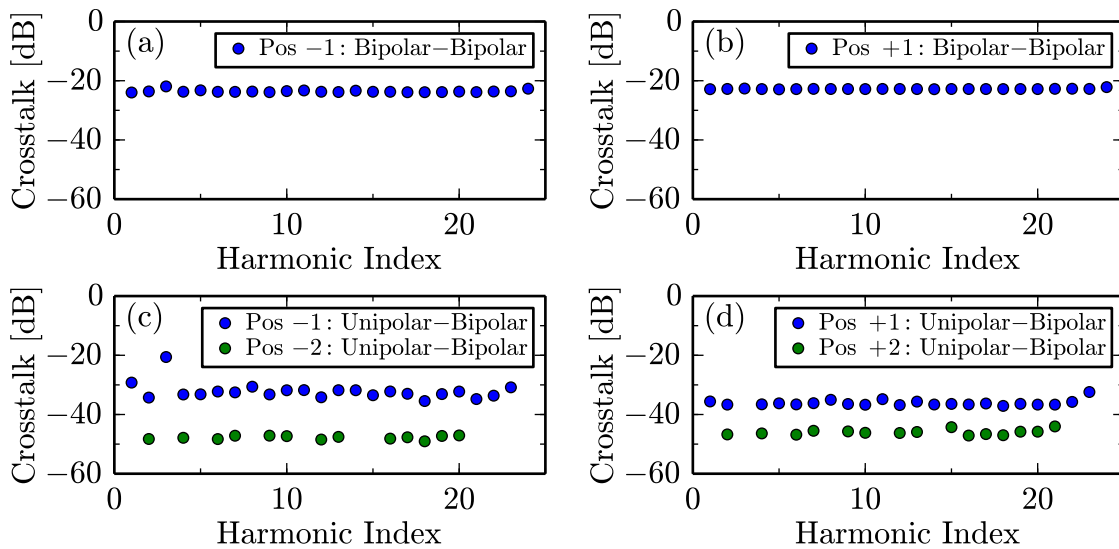 (a)
Pos −1: Bipolar−Bipolar
Crosstalk [dB]
0
−20
−40
−60
0
10
20
Harmonic Index
(b)
Pos +1: Bipolar−Bipolar
Crosstalk [dB]
0
−20
−40
−60
0
10
20
Harmonic Index
(c)
Pos −1: Unipolar−Bipolar
Pos −2: Unipolar−Bipolar
Crosstalk [dB]
0
−20
−40
−60
0
10
20
Harmonic Index
(d)
Pos +1: Unipolar−Bipolar
Pos +2: Unipolar−Bipolar
Crosstalk [dB]
0
−20
−40
−60
0
10
20
Harmonic Index